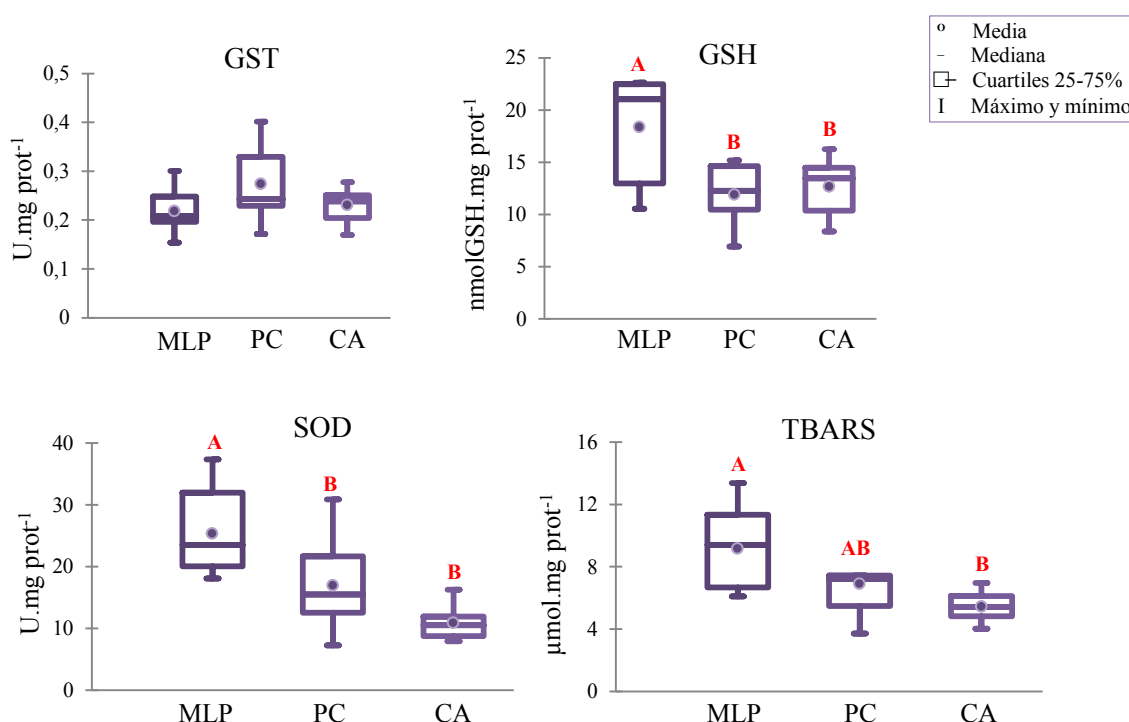 GST
U.mg prot-1
0,5
0,4
0,3
0,2
0,1
0
MLP PC CA
GSH
nmolGSH.mg prot-1
25
20
15
10
5
0
A
B
B
MLP PC CA
o Media
- Mediana
Cuartiles 25-75%
I Máximo y mínimo
SOD
U.mg prot-1
40
30
20
10
0
A
B
B
MLP PC CA
TBARS
µmol.mg prot-1
16
12
8
4
0
A
AB
B
MLP PC CA